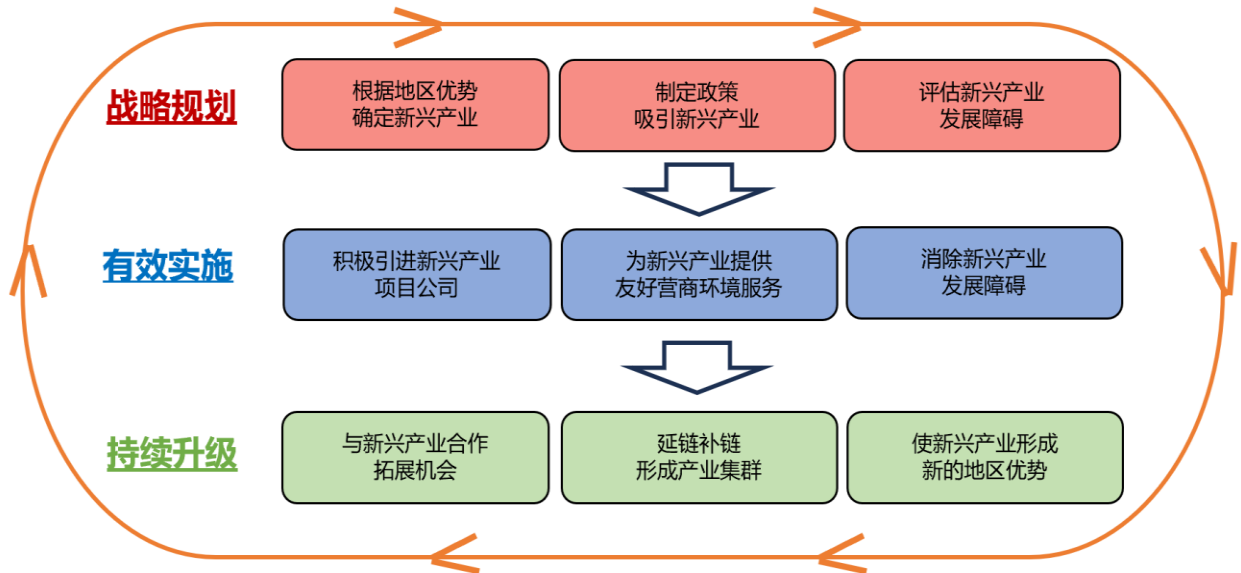 战略规划
根据地区优势
确定新兴产业
制定政策
吸引新兴产业
评估新兴产业
发展障碍
有效实施
积极引进新兴产业
项目公司
为新兴产业提供
友好营商环境服务
消除新兴产业
发展障碍
持续升级
与新兴产业合作
拓展机会
延链补链
形成产业集群
使新兴产业形成
新的地区优势